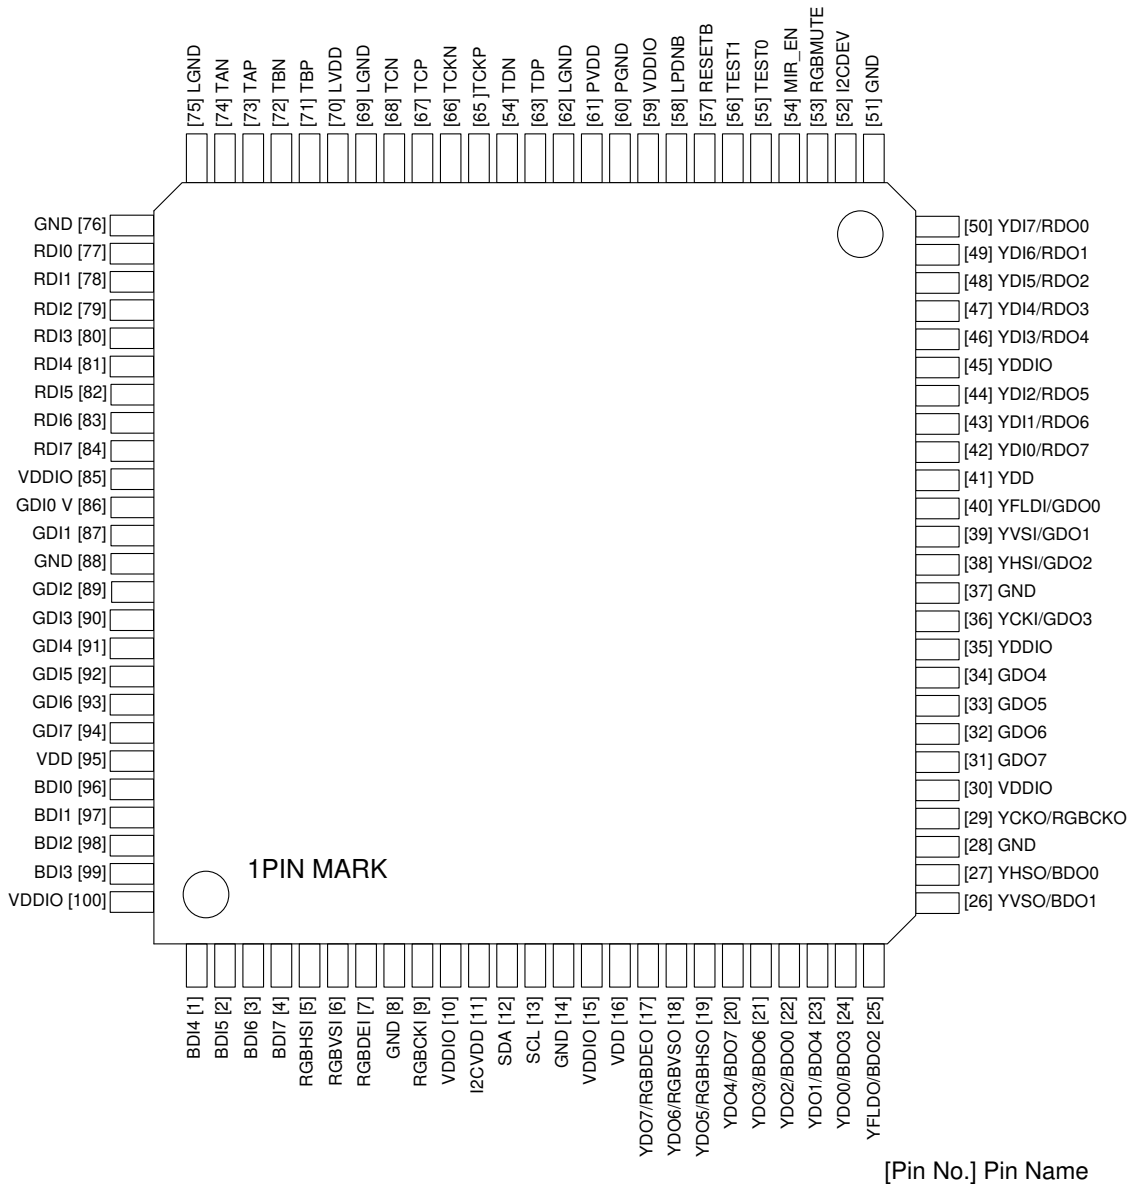 [75] LGND
[74] TAN
[73] TAP
[72] TBN
[71] TBP
[70] LVDD
[69] LGND
[68] TCN
[67] TCP
[66] TCKN
[65 ]TCKP
[54] TDN
[63] TDP
[62] LGND
[61] PVDD
[60] PGND
[59] VDDIO
[58] LPDNB
[57] RESETB
[56] TEST1
[55] TEST0
[54] MIR_EN
[53] RGBMUTE
[52] I2CDEV
[51] GND
GND [76]
RDI0 [77]
RDI1 [78]
RDI2 [79]
RDI3 [80]
RDI4 [81]
RDI5 [82]
RDI6 [83]
RDI7 [84]
VDDIO [85]
GDI0 V [86]
GDI1 [87]
GND [88]
GDI2 [89]
GDI3 [90]
GDI4 [91]
GDI5 [92]
GDI6 [93]
GDI7 [94]
VDD [95]
BDI0 [96]
BDI1 [97]
BDI2 [98]
BDI3 [99]
VDDIO [100]
[50] YDI7/RDO0
[49] YDI6/RDO1
[48] YDI5/RDO2
[47] YDI4/RDO3
[46] YDI3/RDO4
[45] YDDIO
[44] YDI2/RDO5
[43] YDI1/RDO6
[42] YDI0/RDO7
[41] YDD
[40] YFLDI/GDO0
[39] YVSI/GDO1
[38] YHSI/GDO2
[37] GND
[36] YCKI/GDO3
[35] YDDIO
[34] GDO4
[33] GDO5
[32] GDO6
[31] GDO7
[30] VDDIO
[29] YCKO/RGBCKO
[28] GND
[27] YHSO/BDO0
[26] YVSO/BDO1
1PIN MARK
BDI4 [1]
BDI5 [2]
BDI6 [3]
BDI7 [4]
RGBHSI [5]
RGBVSI [6]
RGBDEI [7]
GND [8]
RGBCKI [9]
VDDIO [10]
I2CVDD [11]
SDA [12]
SCL [13]
GND [14]
VDDIO [15]
VDD [16]
YDO7/RGBDEO [17]
YDO6/RGBVSO [18]
YDO5/RGBHSO [19]
YDO4/BDO7 [20]
YDO3/BDO6 [21]
YDO2/BDO0 [22]
YDO1/BDO4 [23]
YDO0/BDO3 [24]
YFLDO/BDO2 [25]
[Pin No.] Pin Name